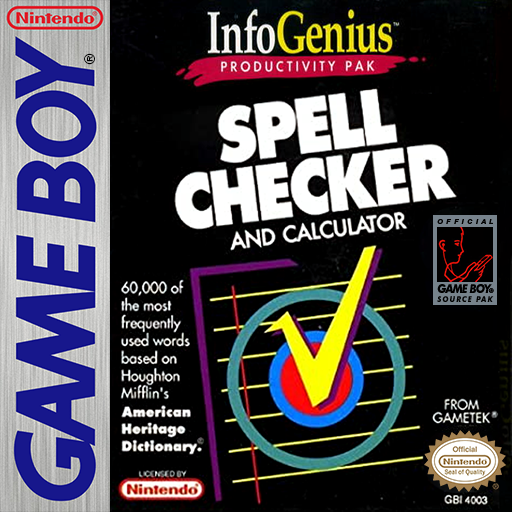 Nintendo®
GAME BOY®
InfoGenius™
PRODUCTIVITY PAK
SPELL
CHECKER
AND CALCULATOR
OFFICIAL
GAME BOY®
SOURCE PAK
60,000 of
the most
frequently
used words
based on
Houghton
Mifflin's
American
Heritage
Dictionary.®
LICENSED BY
Nintendo
FROM
GAMETEK®
Official
Nintendo
Seal of Quality
GBI 4003